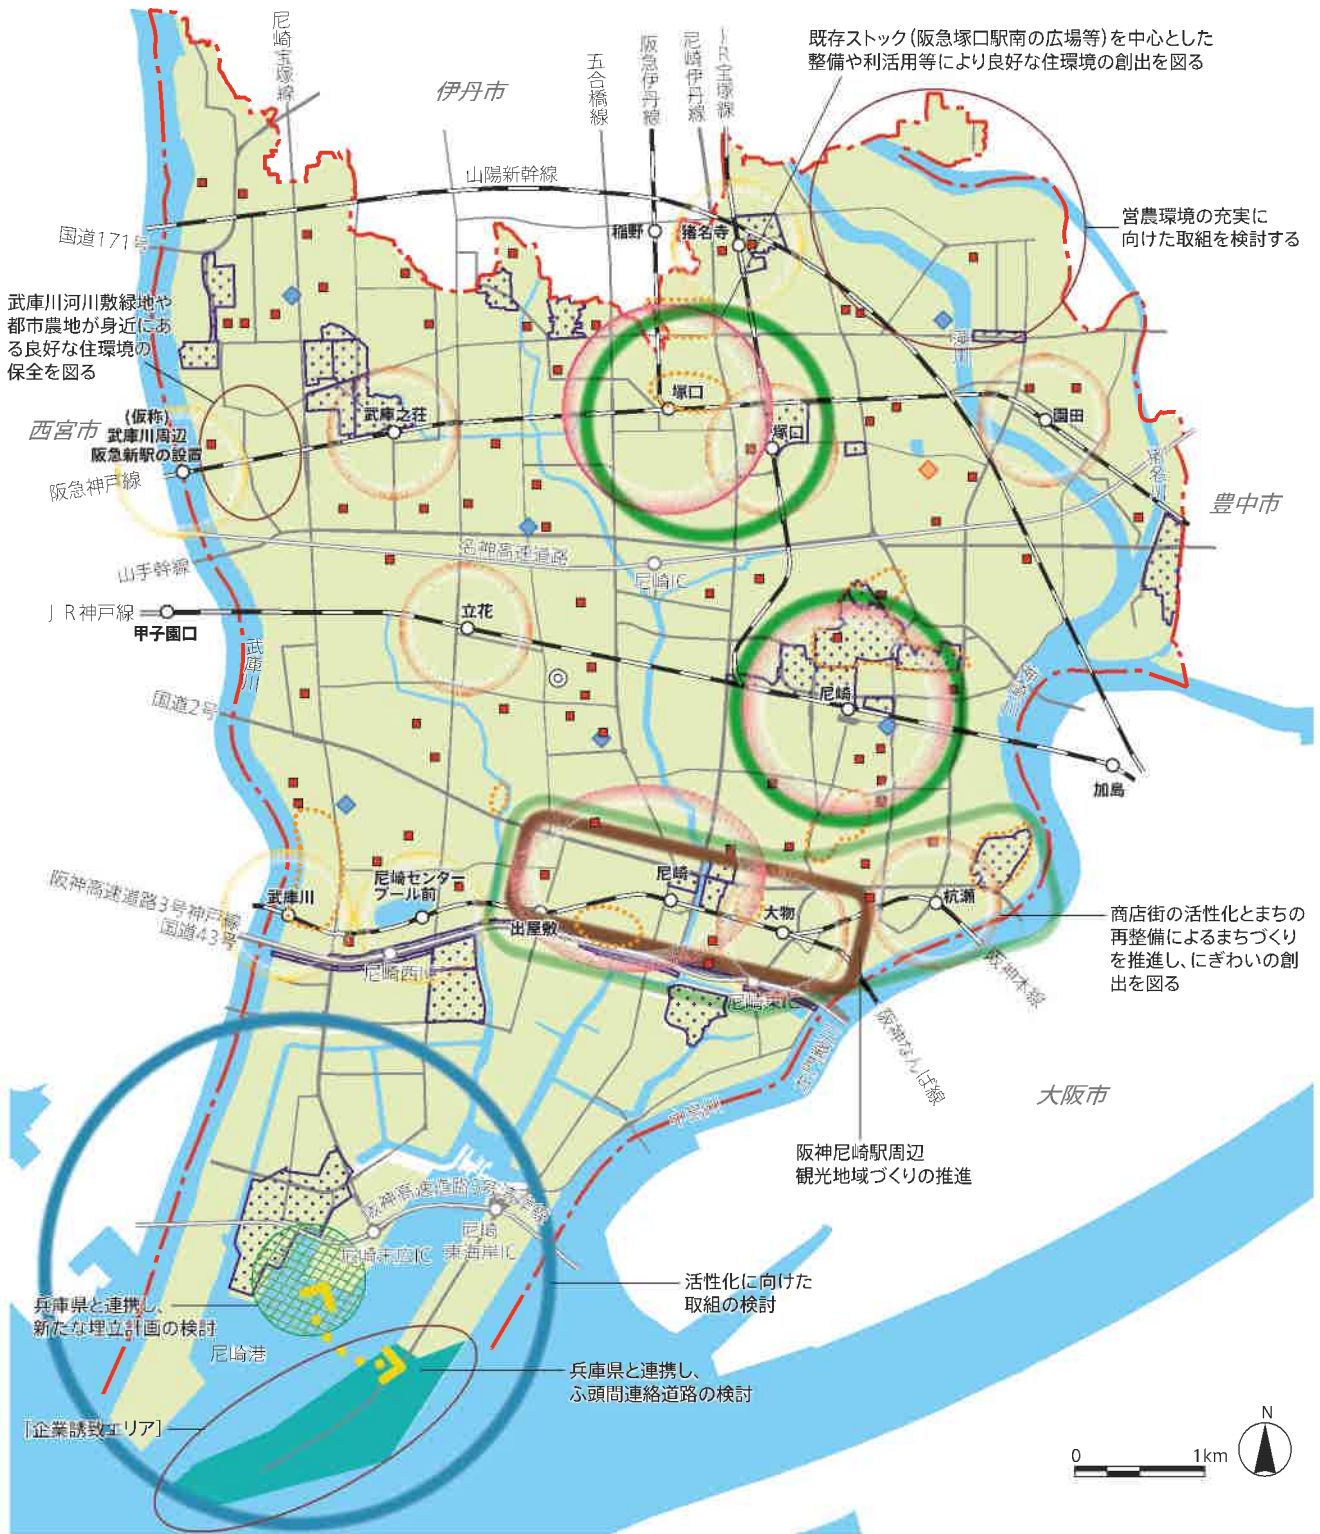 尼崎宝塚線
伊丹市
五合橋線
阪急伊丹線
尼崎伊丹線
JR宝塚線
既存ストック(阪急塚口駅南の広場等)を中心とした
整備や利活用等により良好な住環境の創出を図る
山陽新幹線
国道171号
稲野
猪名寺
営農環境の充実に
向けた取組を検討する
武庫川河川敷緑地や
都市農地が身近にあ
る良好な住環境の
保全を図る
藻川
西宮市
(仮称)
武庫川周辺
阪急新駅の設置
武庫之荘
塚口
塚口
園田
阪急神戸線
猪名川
豊中市
名神高速道路
尼崎IC
山手幹線
JR神戸線
甲子園口
立花
武庫川
国道2号
尼崎
加島
阪神高速道路3号神戸線
国道43号
武庫川
尼崎センター
プール前
尼崎
出屋敷
大物
杭瀬
尼崎西IC
尼崎東IC
商店街の活性化とまちの
再整備によるまちづくり
を推進し、にぎわいの創
出を図る
阪神本線
阪神なんば線
大阪市
阪神尼崎駅周辺
観光地域づくりの推進
尼崎末広IC
尼崎
東海岸IC
活性化に向けた
取組の検討
兵庫県と連携し、
新たな埋立計画の検討
尼崎港
兵庫県と連携し、
ふ頭間連絡道路の検討
[企業誘致エリア]
N
0 1km